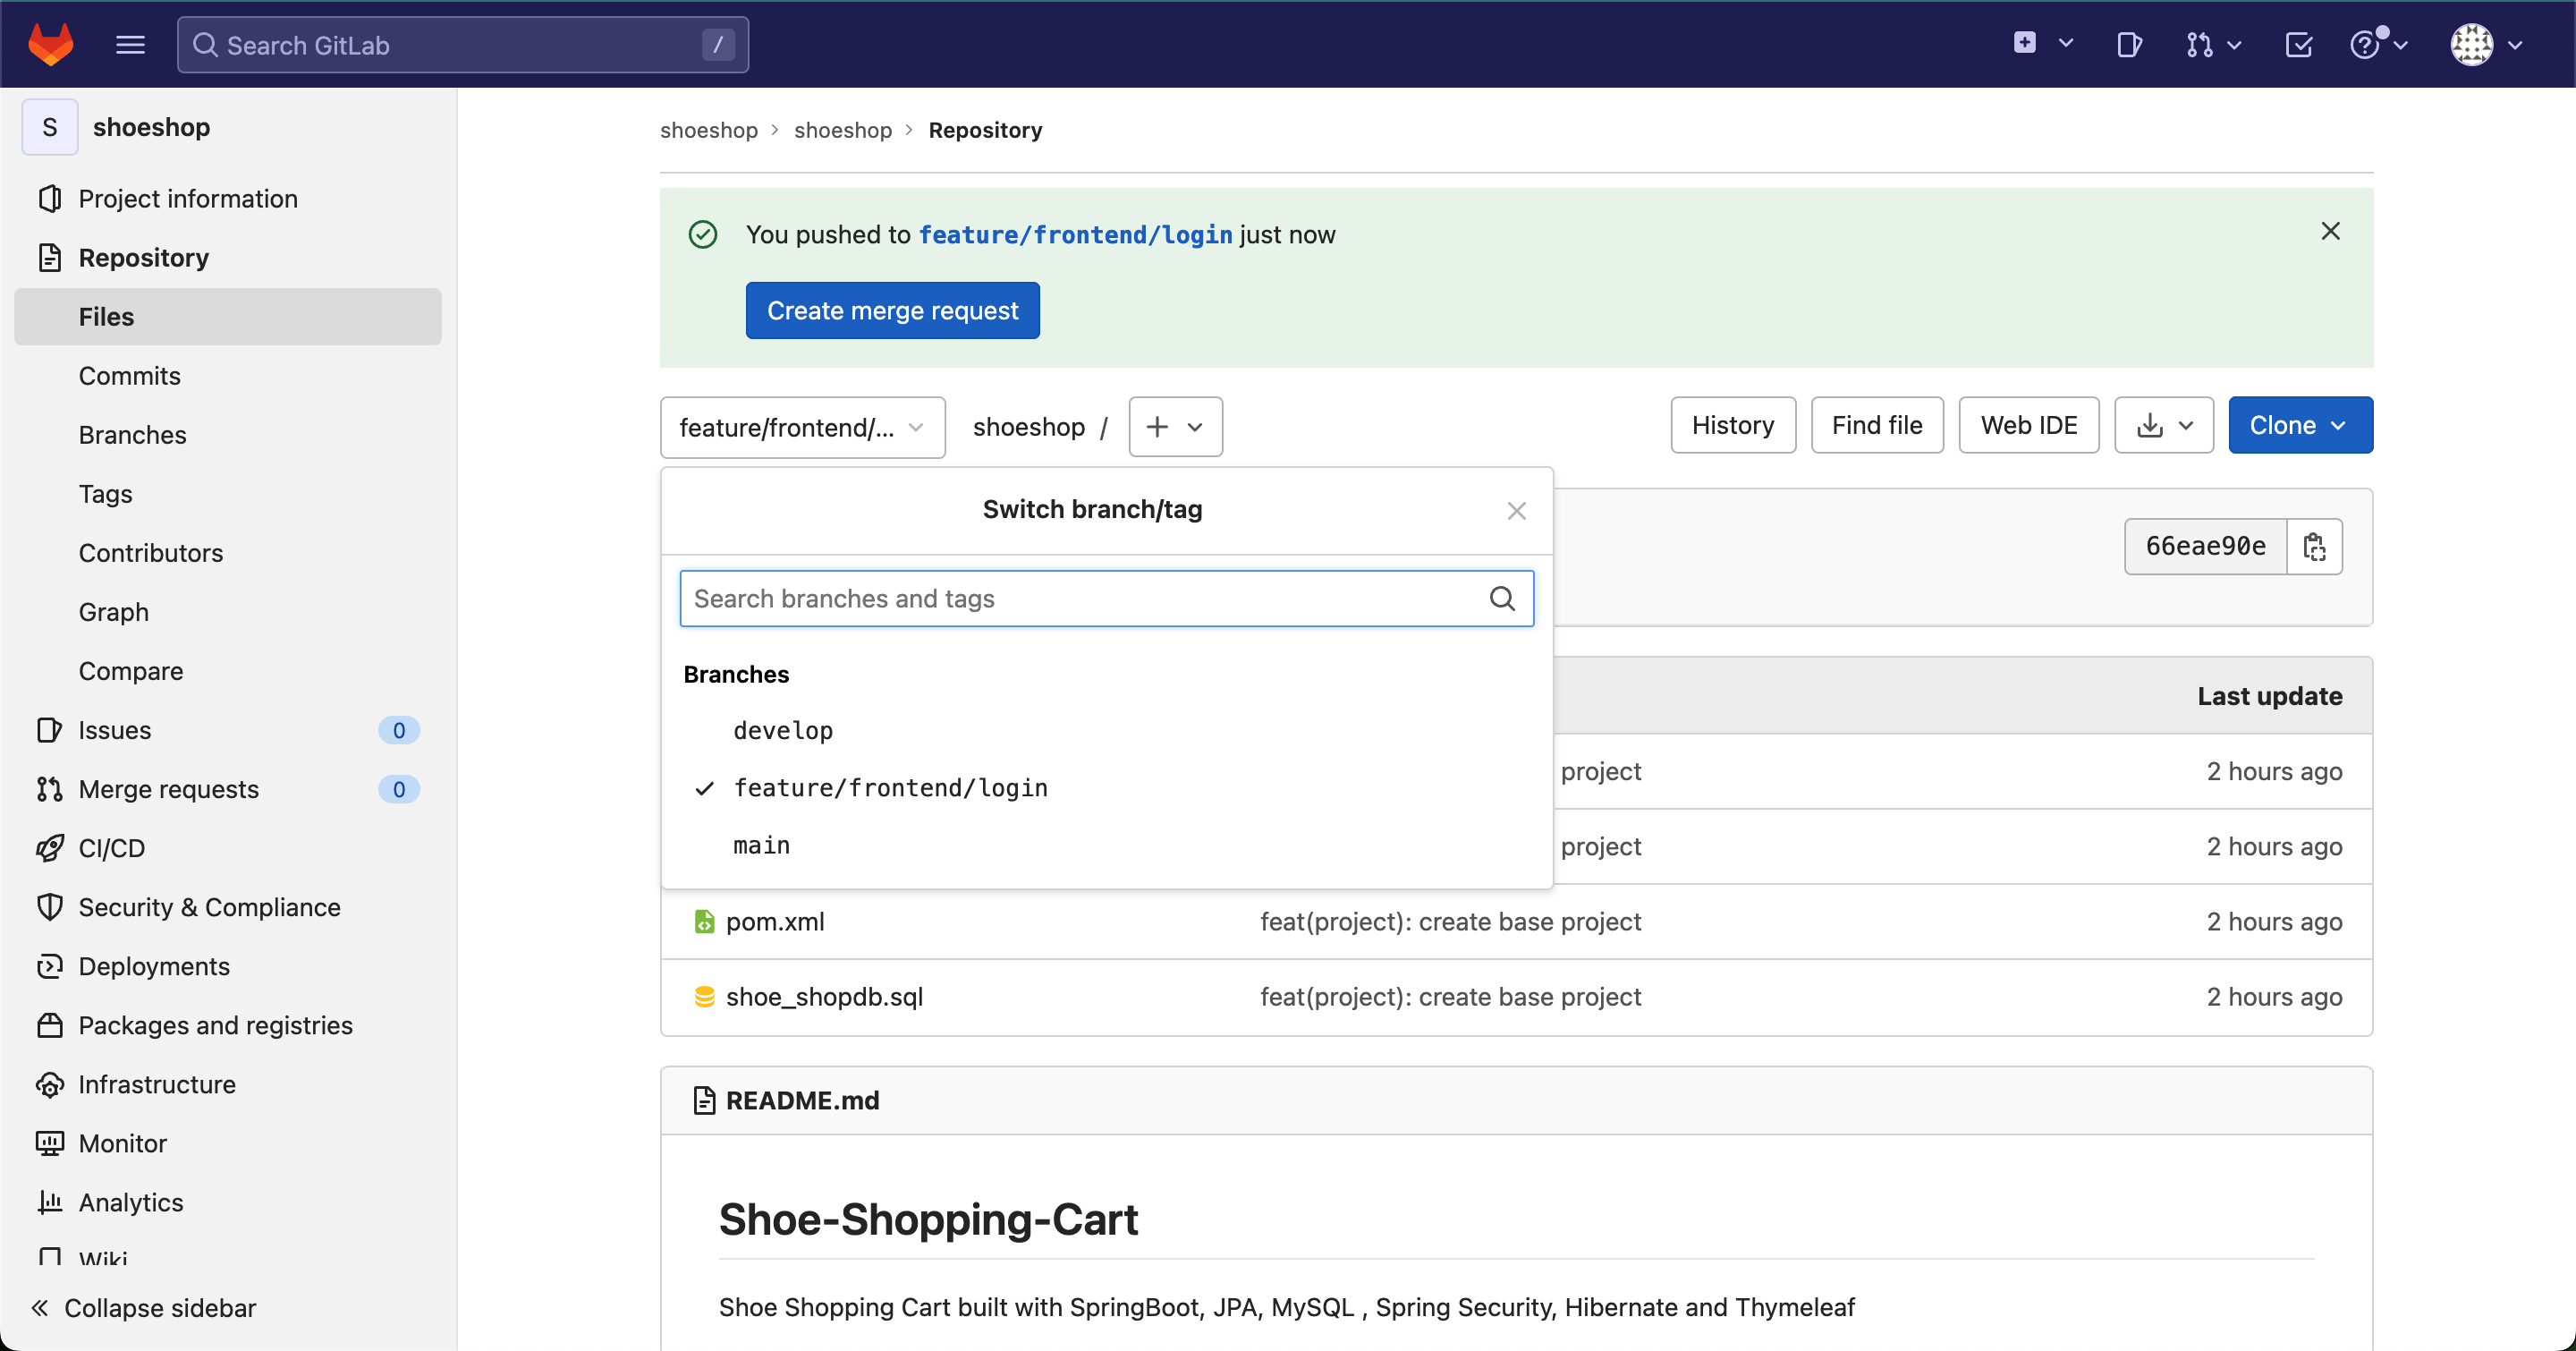 Search GitLab /
S shoeshop
Project information
Repository
Files
Commits
Branches
Tags
Contributors
Graph
Compare
Issues 0
Merge requests 0
CI/CD
Security & Compliance
Deployments
Packages and registries
Infrastructure
Monitor
Analytics
Wiki
Collapse sidebar
shoeshop > shoeshop > Repository
You pushed to feature/frontend/login just now
Create merge request
feature/frontend/... shoeshop / +
History Find file Web IDE Clone
Switch branch/tag
66eae90e
Search branches and tags
Branches
develop
feature/frontend/login
main
Last update
project 2 hours ago
project 2 hours ago
pom.xml feat(project): create base project 2 hours ago
shoe_shopdb.sql feat(project): create base project 2 hours ago
README.md
Shoe-Shopping-Cart
Shoe Shopping Cart built with SpringBoot, JPA, MySQL , Spring Security, Hibernate and Thymeleaf